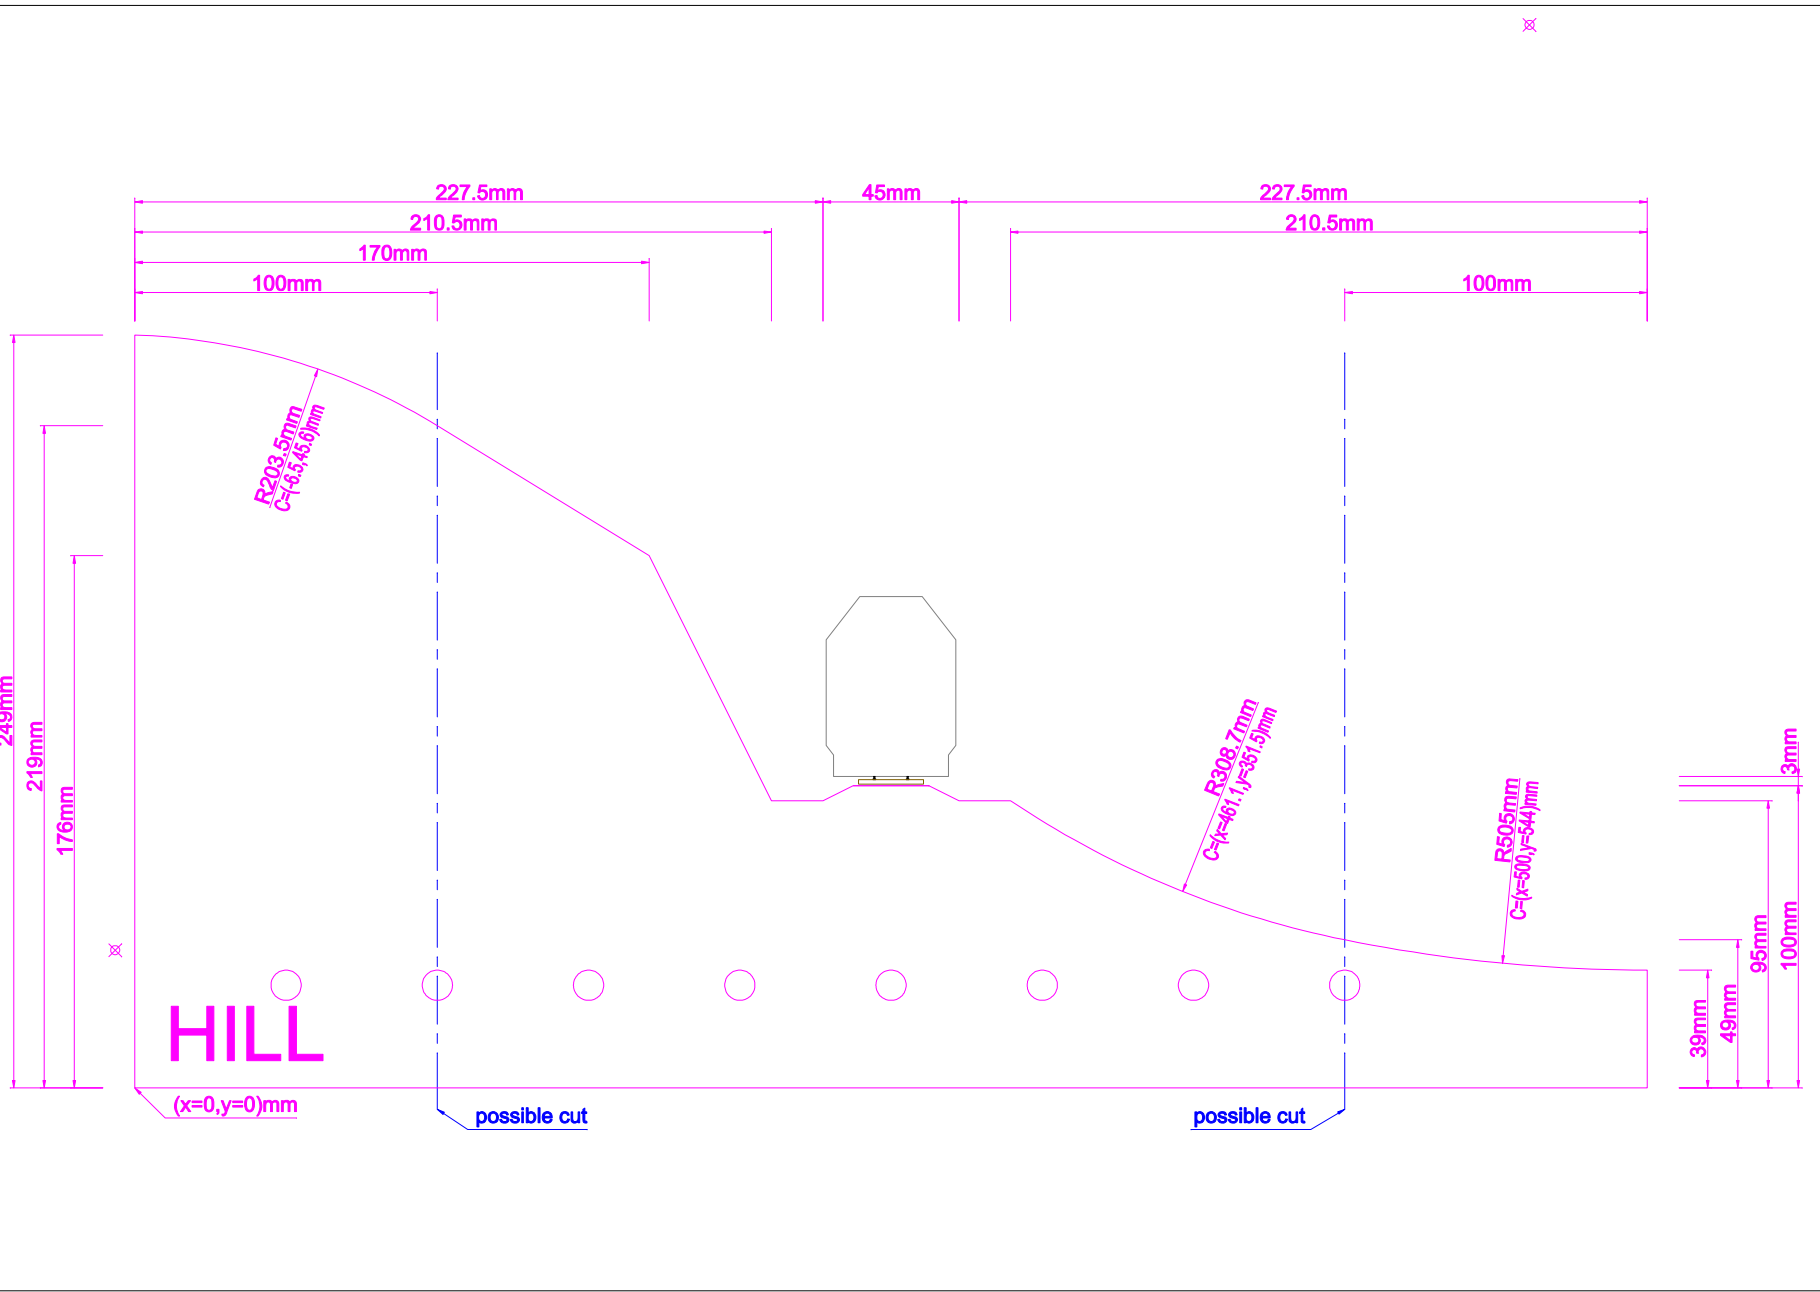 227.5mm
45mm
227.5mm
210.5mm
210.5mm
170mm
100mm
100mm
R203.5mm
C=(-6.5,45.6)mm
249mm
219mm
176mm
R308.7mm
C=(x=461.1,y=351.5)mm
R505mm
C=(x=500,y=544)mm
3mm
95mm
100mm
39mm
49mm
HILL
(x=0,y=0)mm
possible cut
possible cut